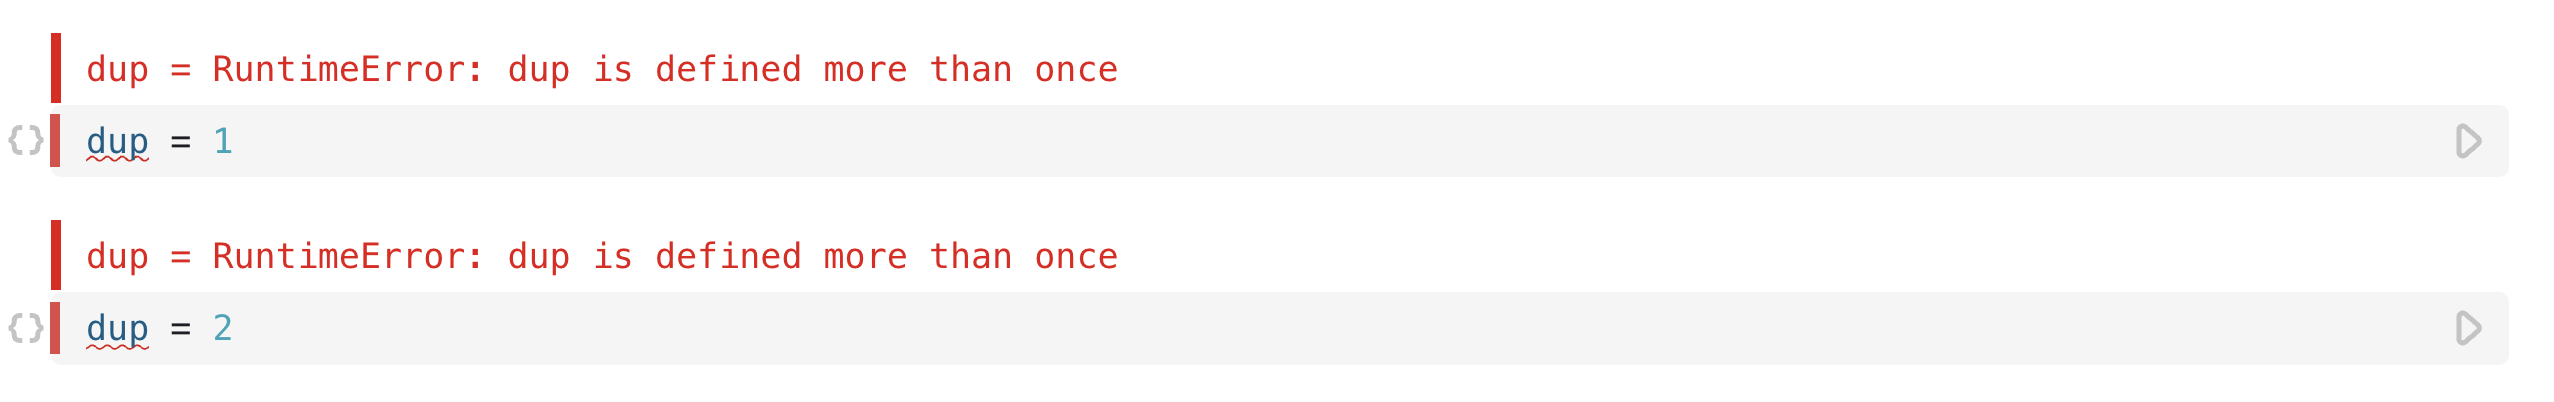 dup = RuntimeError: dup is defined more than once
{} dup = 1
dup = RuntimeError: dup is defined more than once
{} dup = 2